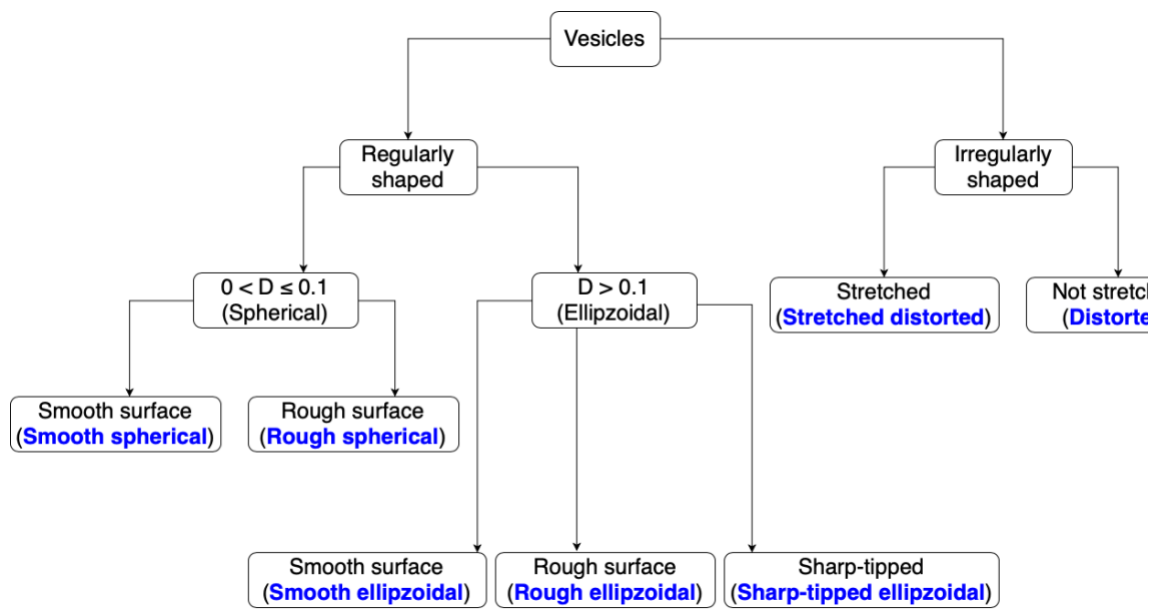 Vesicles
Regularly
shaped
Irregularly
shaped
0 < D ≤ 0.1
(Spherical)
D > 0.1
(Ellipzoidal)
Stretched
(Stretched distorted)
Not
Smooth surface
(Smooth spherical)
Rough surface
(Rough spherical)
Smooth surface
(Smooth ellipzoidal)
Rough surface
(Rough ellipzoidal)
Sharp-tipped
(Sharp-tipped ellipzoidal)